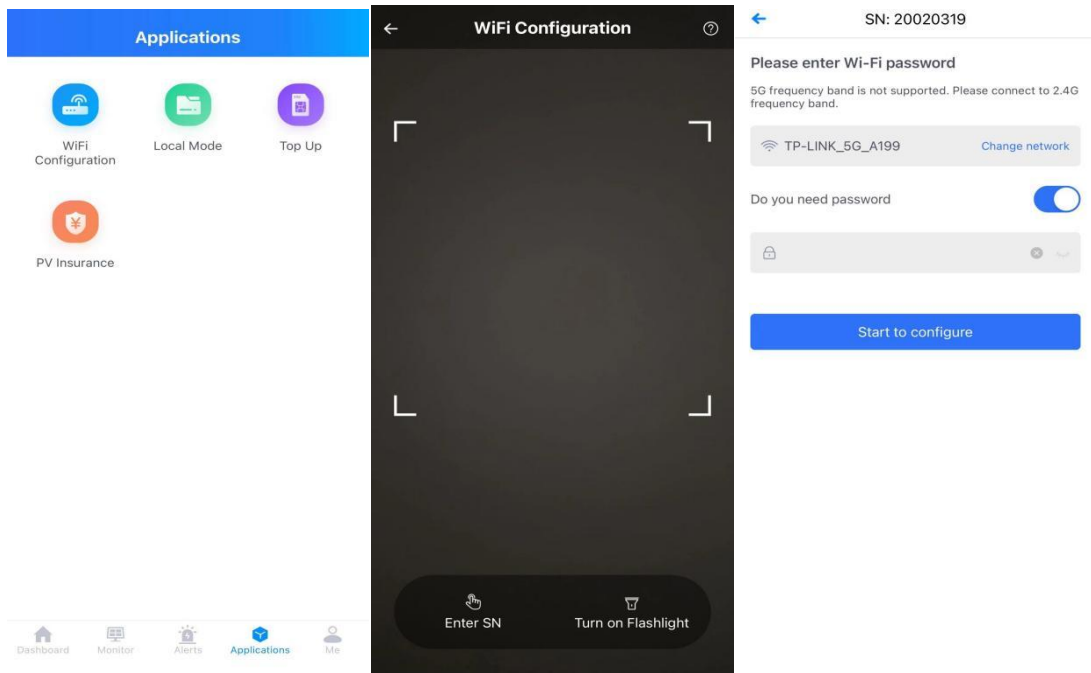 Applications
WiFi
Configuration
Local Mode
Top Up
PV Insurance
Dashboard
Monitor
Alerts
Applications
Me
WiFi Configuration
Enter SN
Turn on Flashlight
SN: 20020319
Please enter Wi-Fi password
5G frequency band is not supported. Please connect to 2.4G
frequency band.
TP-LINK_5G_A199
Change network
Do you need password
Start to configure